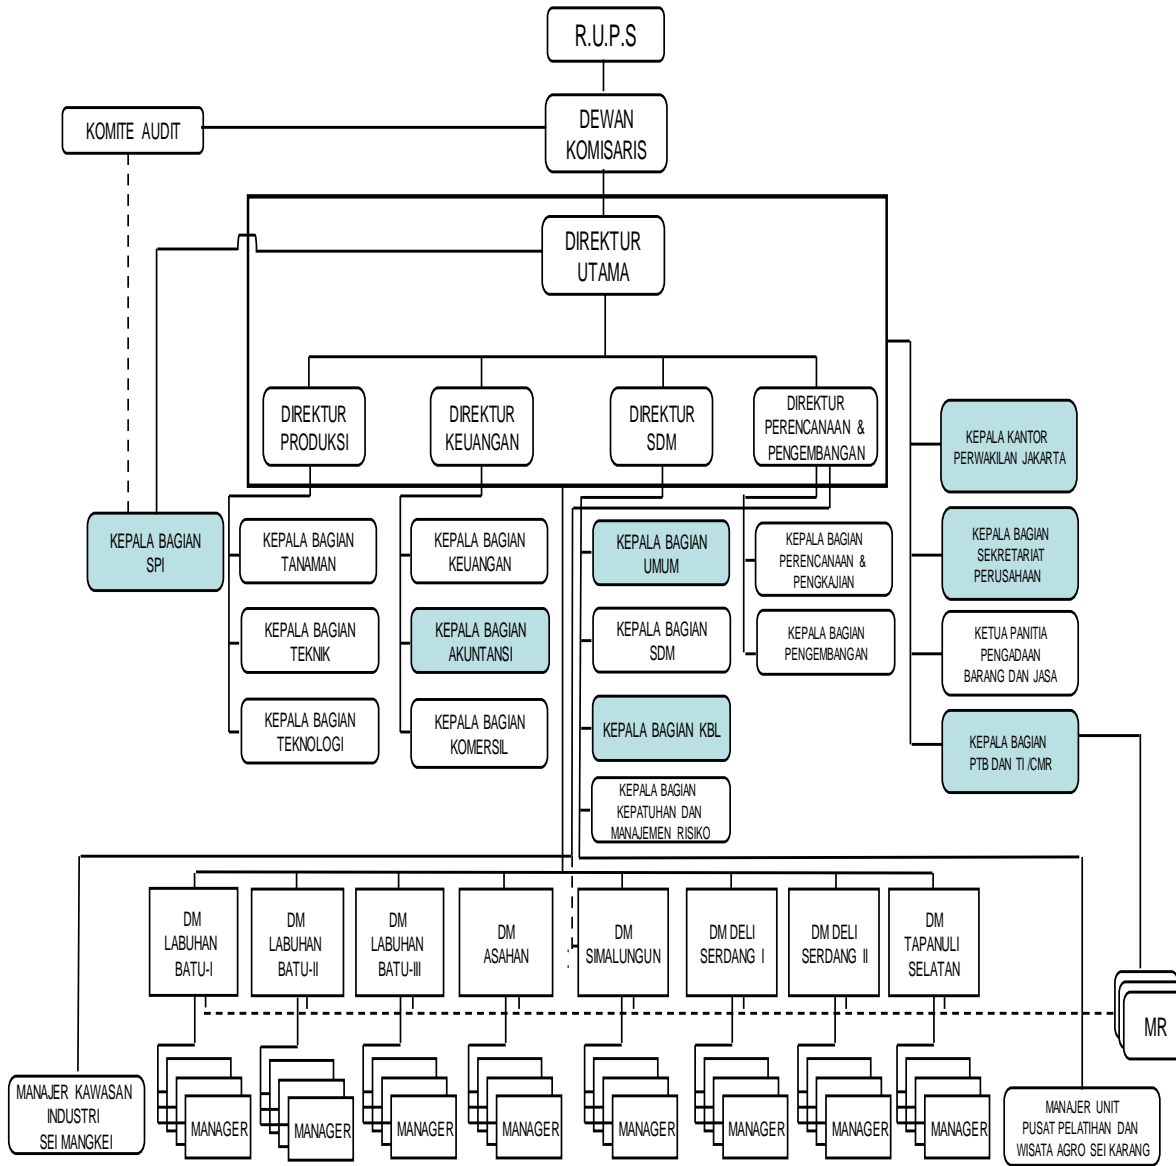 R.U.P.S
KOMITE AUDIT
DEWAN
KOMISARIS
DIREKTUR
UTAMA
DIREKTUR
PRODUKSI
DIREKTUR
KEUANGAN
DIREKTUR
SDM
DIREKTUR
PERENCANAAN &
PENGEMBANGAN
KEPALA KANTOR
PERWAKILAN JAKARTA
KEPALA BAGIAN
SPI
KEPALA BAGIAN
TANAMAN
KEPALA BAGIAN
KEUANGAN
KEPALA BAGIAN
UMUM
KEPALA BAGIAN
PERENCANAAN &
PENGKAJIAN
KEPALA BAGIAN
SEKRETARIAT
PERUSAHAAN
KEPALA BAGIAN
TEKNIK
KEPALA BAGIAN
AKUNTANSI
KEPALA BAGIAN
SDM
KEPALA BAGIAN
PENGEMBANGAN
KETUA PANITIA
PENGADAAN
BARANG DAN JASA
KEPALA BAGIAN
TEKNOLOGI
KEPALA BAGIAN
KOMERSIL
KEPALA BAGIAN KBL
KEPALA BAGIAN
PTB DAN TI /CMR
KEPALA BAGIAN
KEPATUHAN DAN
MANAJEMEN RISIKO
DM
LABUHAN
BATU-I
DM
LABUHAN
BATU-II
DM
LABUHAN
BATU-III
DM
ASAHAN
DM
SIMALUNGUN
DM DELI
SERDANG I
DM DELI
SERDANG II
DM
TAPANULI
SELATAN
MR
MANAJER KAWASAN
INDUSTRI
SEI MANGKEI
MANAGER
MANAGER
MANAGER
MANAGER
MANAGER
MANAGER
MANAGER
MANAGER
MANAJER UNIT
PUSAT PELATIHAN DAN
WISATA AGRO SEI KARANG